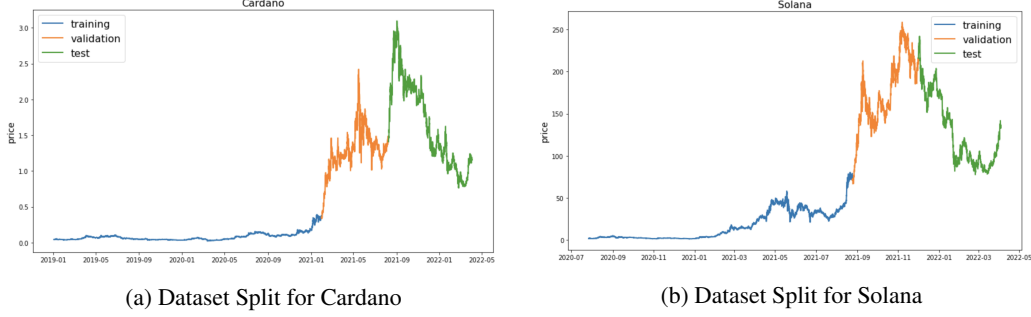 Cardano
training
validation
test
price
3.0
2.5
2.0
1.5
1.0
0.5
0.0
2019-01 2019-05 2019-09 2020-01 2020-05 2020-09 2021-01 2021-05 2021-09 2022-01 2022-05
(a) Dataset Split for Cardano
Solana
training
validation
test
price
250
200
150
100
50
0
2020-07 2020-09 2020-11 2021-01 2021-03 2021-05 2021-07 2021-09 2021-11 2022-01 2022-03 2022-05
(b) Dataset Split for Solana